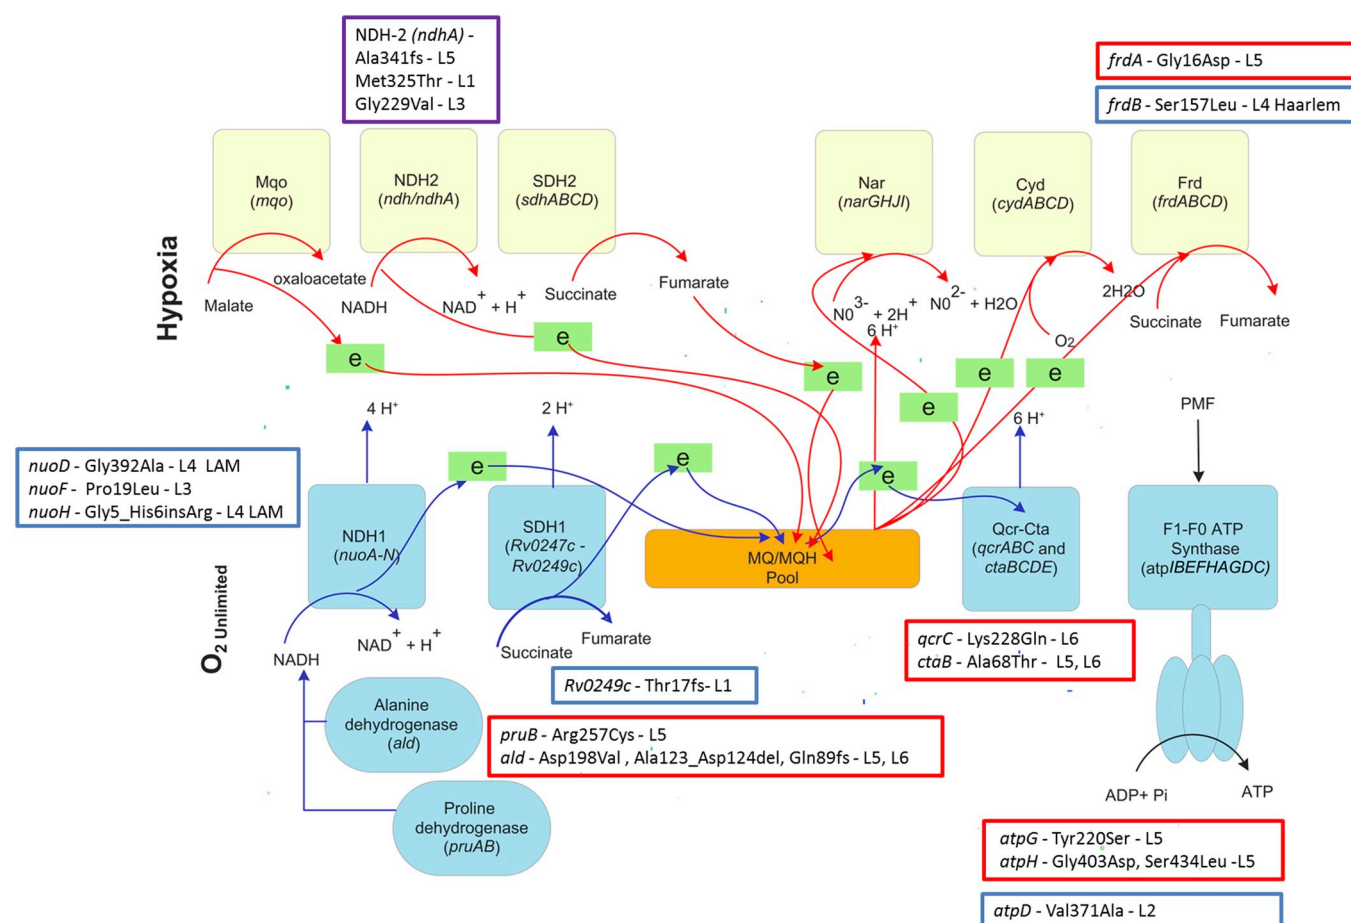 NDH-2 (ndhA) -
Ala341fs - L5
Met325Thr - L1
Gly229Val - L3
frdA - Gly16Asp - L5
frdB - Ser157Leu - L4 Haarlem
Hypoxia
Mqo
(mqo)
NDH2
(ndh/ndhA)
SDH2
(sdhABCD)
Nar
(narGHJI)
Cyd
(cydABCD)
Frd
(frdABCD)
Malate
oxaloacetate
NADH
NAD+ + H+
Succinate
Fumarate
N0 3- + 2H+
6 H+
N0 2- + H2O
2H2O
O2
Succinate
Fumarate
e
e
e
e
e
e
4 H+
2 H+
6 H+
PMF
nuoD - Gly392Ala - L4 LAM
nuoF - Pro19Leu - L3
nuoH - Gly5_His6insArg - L4 LAM
e
e
e
O2 Unlimited
NDH1
(nuoA-N)
SDH1
(Rv0247c -
Rv0249c)
MQ/MQH
Pool
Qcr-Cta
(qcrABC and
ctaBCDE)
F1-F0 ATP
Synthase
(atpIBEFHAGDC)
NADH
NAD+ + H+
Succinate
Fumarate
qcrC - Lys228Gln - L6
ctaB - Ala68Thr - L5, L6
Rv0249c - Thr17fs- L1
Alanine
dehydrogenase
(ald)
pruB - Arg257Cys - L5
ald - Asp198Val , Ala123_Asp124del, Gln89fs - L5, L6
Proline
dehydrogenase
(pruAB)
ADP+ Pi
ATP
atpG - Tyr220Ser - L5
atpH - Gly403Asp, Ser434Leu -L5
atpD - Val371Ala - L2